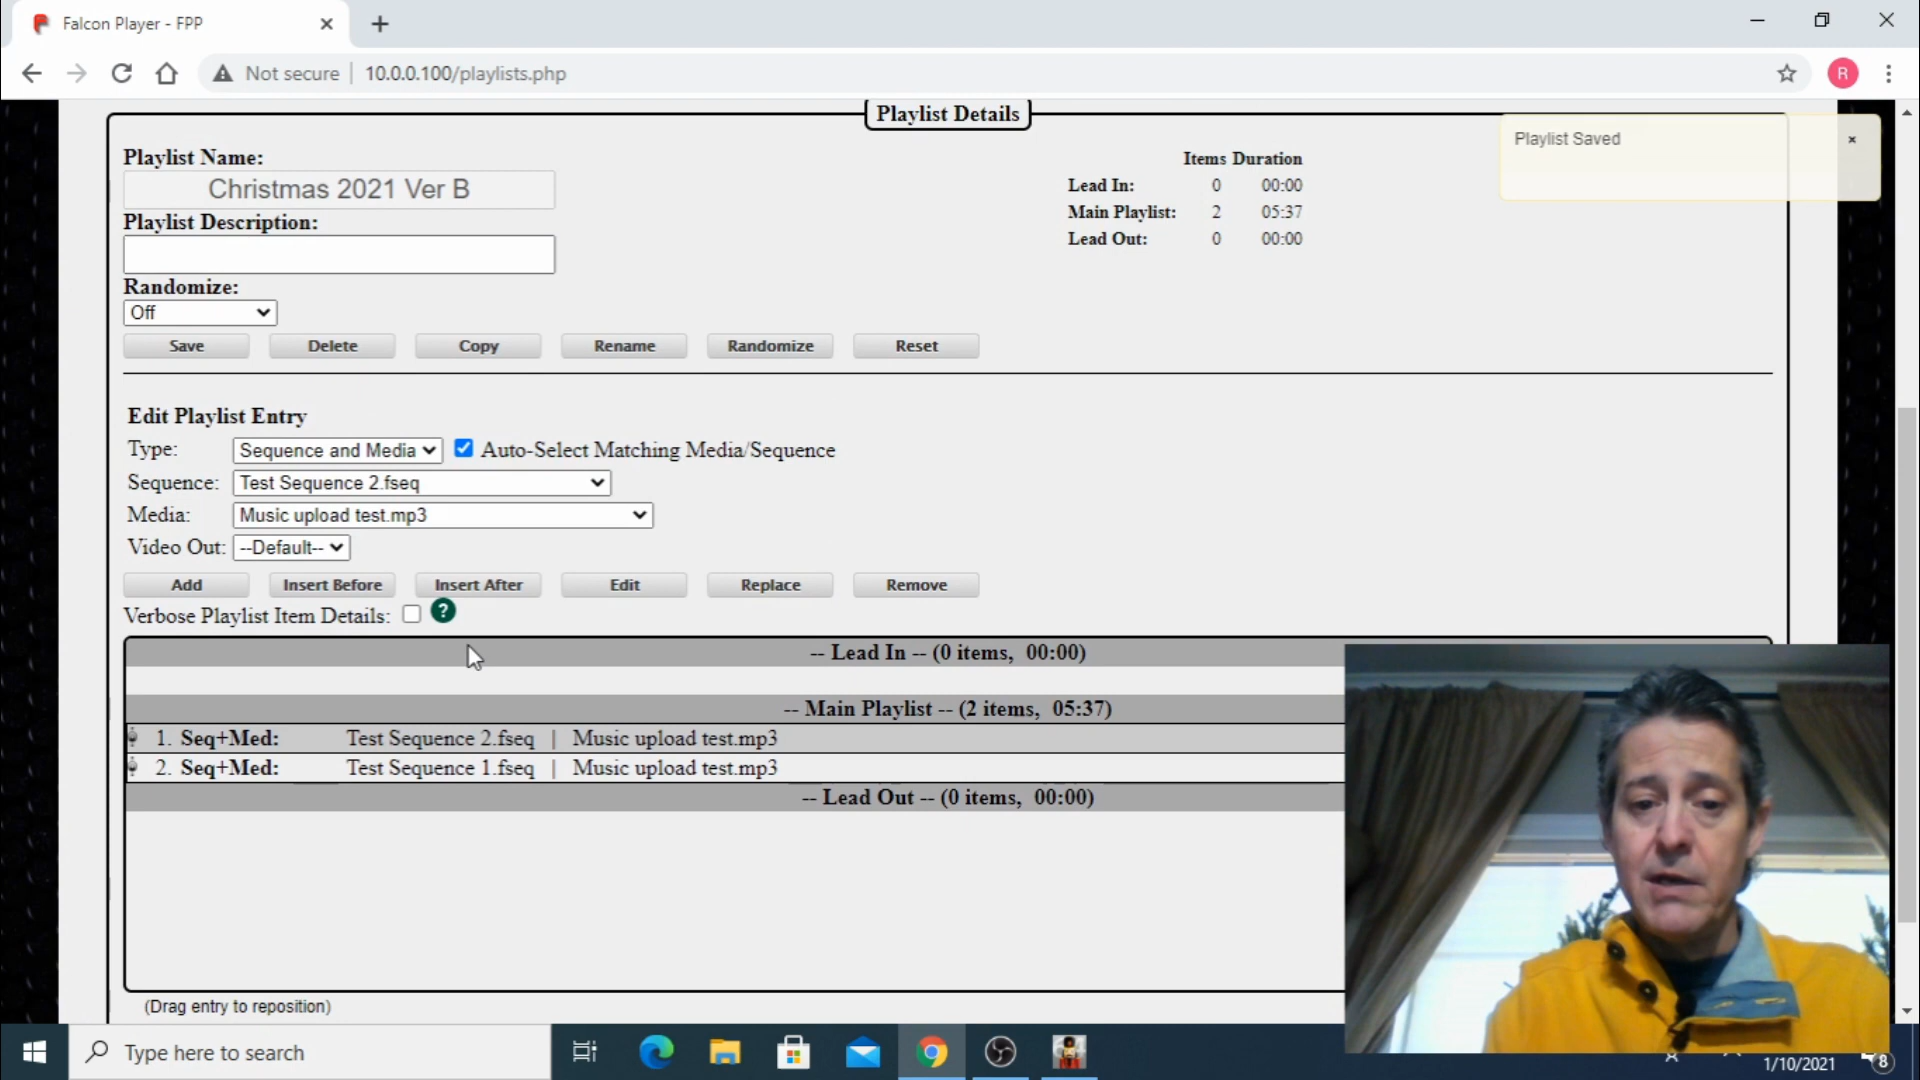 Falcon Player - FPP
Not secure | 10.0.0.100/playlists.php
R
Playlist Details
Playlist Saved
Playlist Name:
Christmas 2021 Ver B
Playlist Description:
Items Duration
Lead In: 0 00:00
Main Playlist: 2 05:37
Lead Out: 0 00:00
Randomize:
Off
Save Delete Copy Rename Randomize Reset
Edit Playlist Entry
Type: Sequence and Media Auto-Select Matching Media/Sequence
Sequence: Test Sequence 2.fseq
Media: Music upload test.mp3
Video Out: --Default--
Add Insert Before Insert After Edit Replace Remove
Verbose Playlist Item Details: ?
-- Lead In -- (0 items, 00:00)
-- Main Playlist -- (2 items, 05:37)
1. Seq+Med: Test Sequence 2.fseq | Music upload test.mp3
2. Seq+Med: Test Sequence 1.fseq | Music upload test.mp3
-- Lead Out -- (0 items, 00:00)
(Drag entry to reposition)
Type here to search
1/10/2021
8